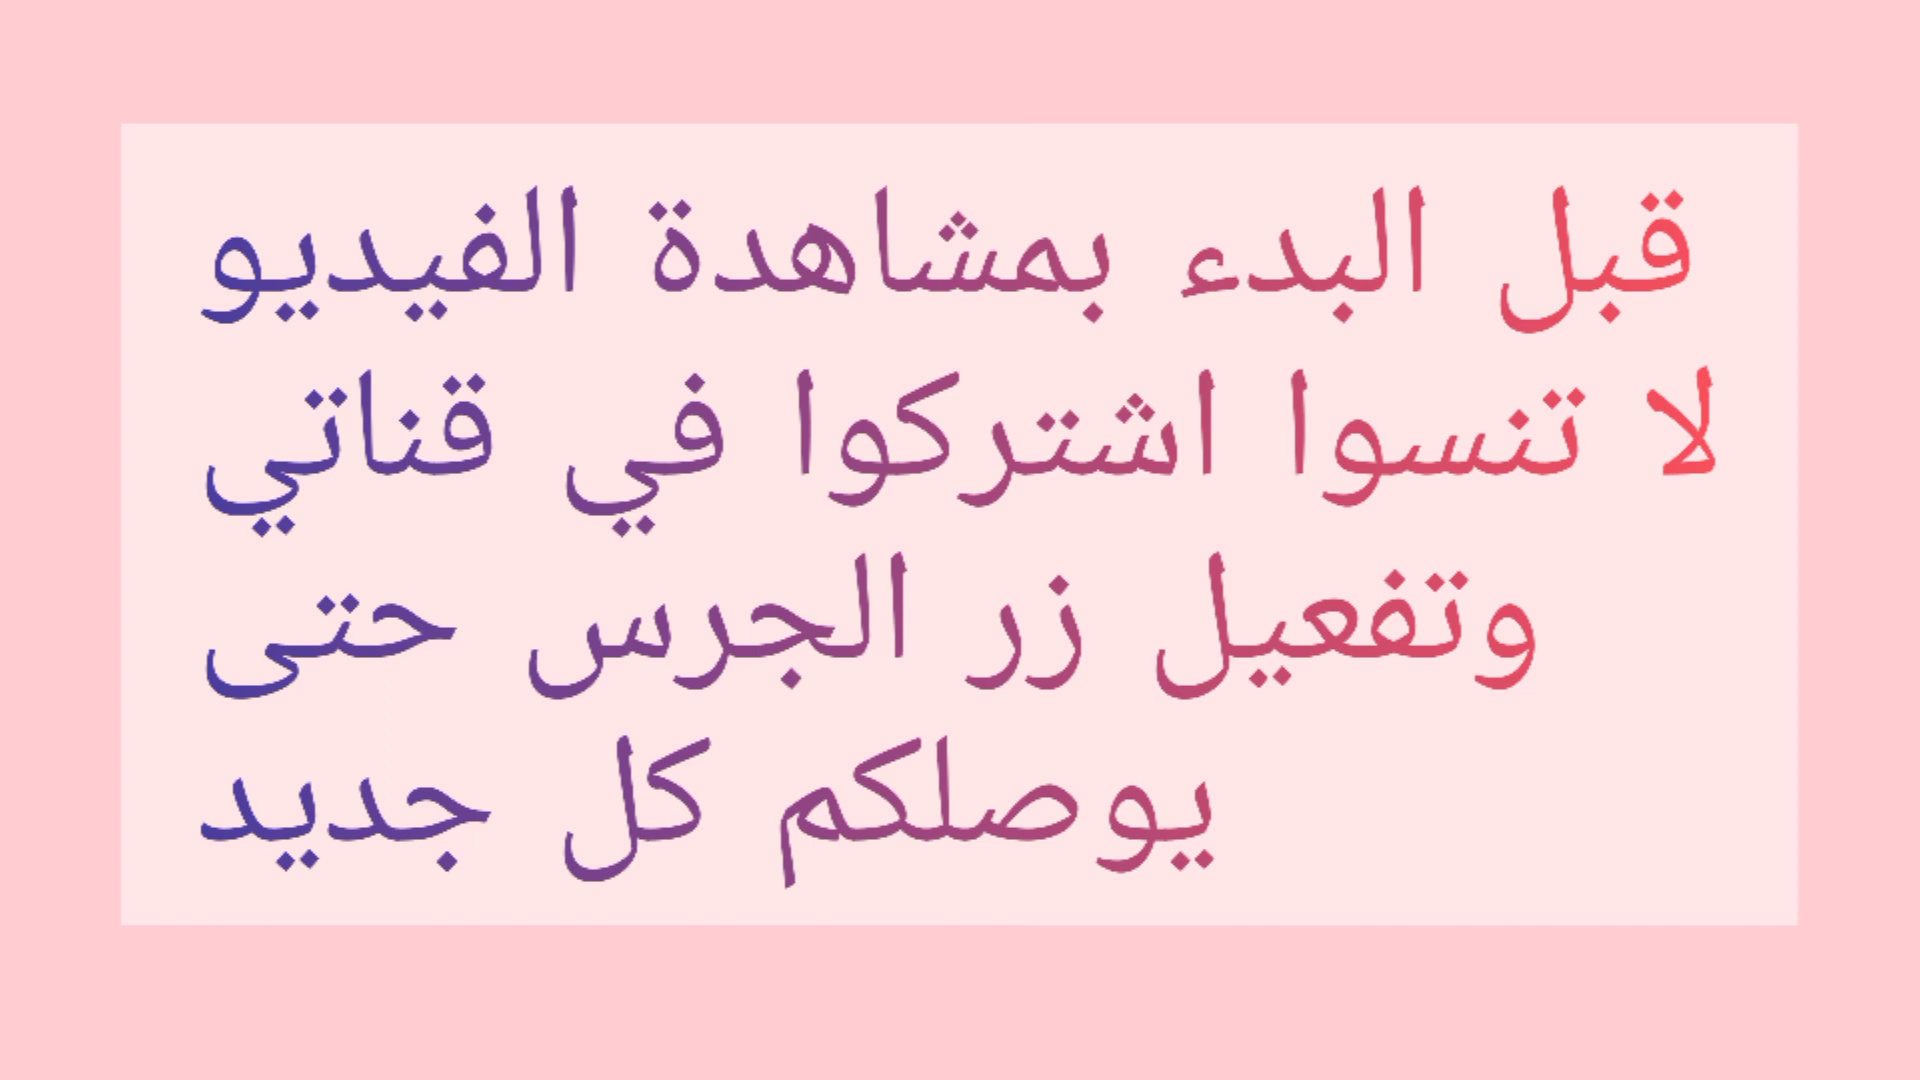 قبل البدء بمشاهدة الفيديو
لا تنسوا اشتركوا في قناتي
وتفعيل زر الجرس حتى
يوصلكم كل جديد